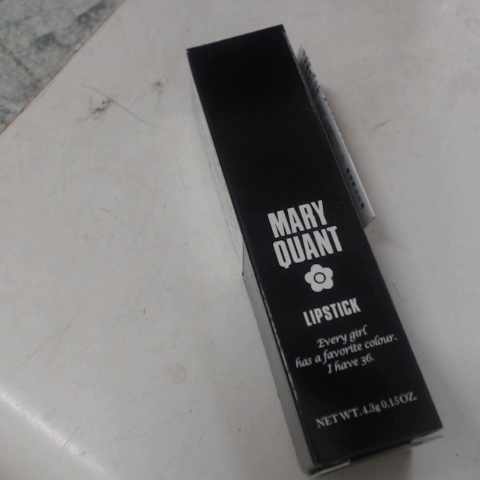 MARY
QUANT
LIPSTICK
Every girl
has a favorite colour.
I have 36.
NET WT. 4.3g 0.15OZ.